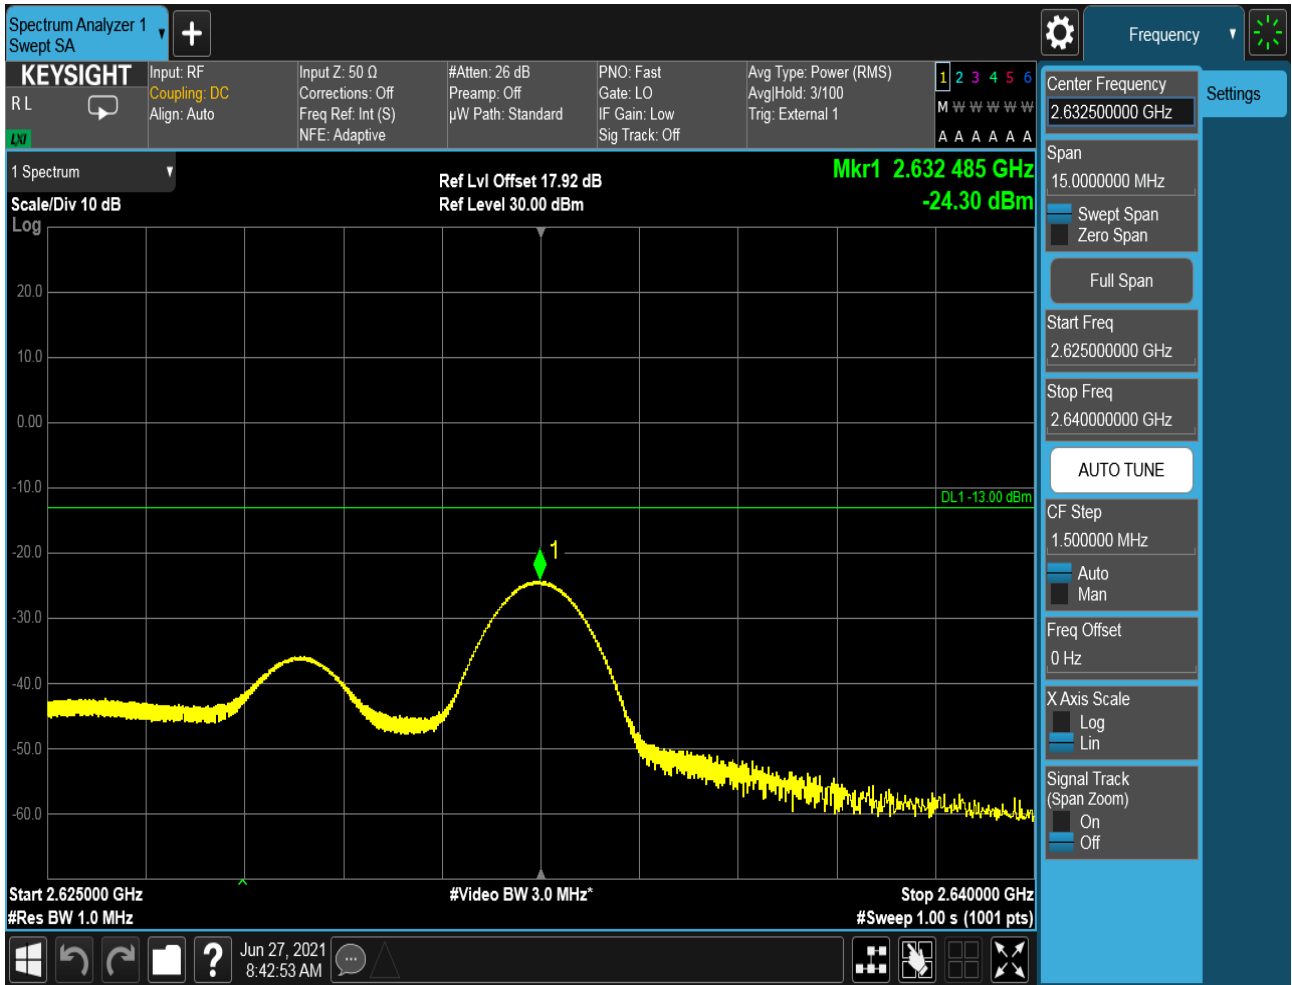 Spectrum Analyzer 1
Swept SA
Frequency
KEYSIGHT
R L
LXI
Input: RF
Coupling: DC
Align: Auto
Input Z: 50 Ω
Corrections: Off
Freq Ref: Int (S)
NFE: Adaptive
#Atten: 26 dB
Preamp: Off
µW Path: Standard
PNO: Fast
Gate: LO
IF Gain: Low
Sig Track: Off
Avg Type: Power (RMS)
Avg|Hold: 3/100
Trig: External 1
1 2 3 4 5 6
M W W W W W
A A A A A A
1 Spectrum
Scale/Div 10 dB
Log
Ref Lvl Offset 17.92 dB
Ref Level 30.00 dBm
Mkr1 2.632 485 GHz
-24.30 dBm
20.0
10.0
0.00
-10.0
DL1 -13.00 dBm
-20.0
1
-30.0
-40.0
-50.0
-60.0
Start 2.625000 GHz
#Res BW 1.0 MHz
#Video BW 3.0 MHz*
Stop 2.640000 GHz
#Sweep 1.00 s (1001 pts)
Jun 27, 2021
8:42:53 AM
?
Center Frequency
2.632500000 GHz
Settings
Span
15.0000000 MHz
Swept Span
Zero Span
Full Span
Start Freq
2.625000000 GHz
Stop Freq
2.640000000 GHz
AUTO TUNE
CF Step
1.500000 MHz
Auto
Man
Freq Offset
0 Hz
X Axis Scale
Log
Lin
Signal Track
(Span Zoom)
On
Off